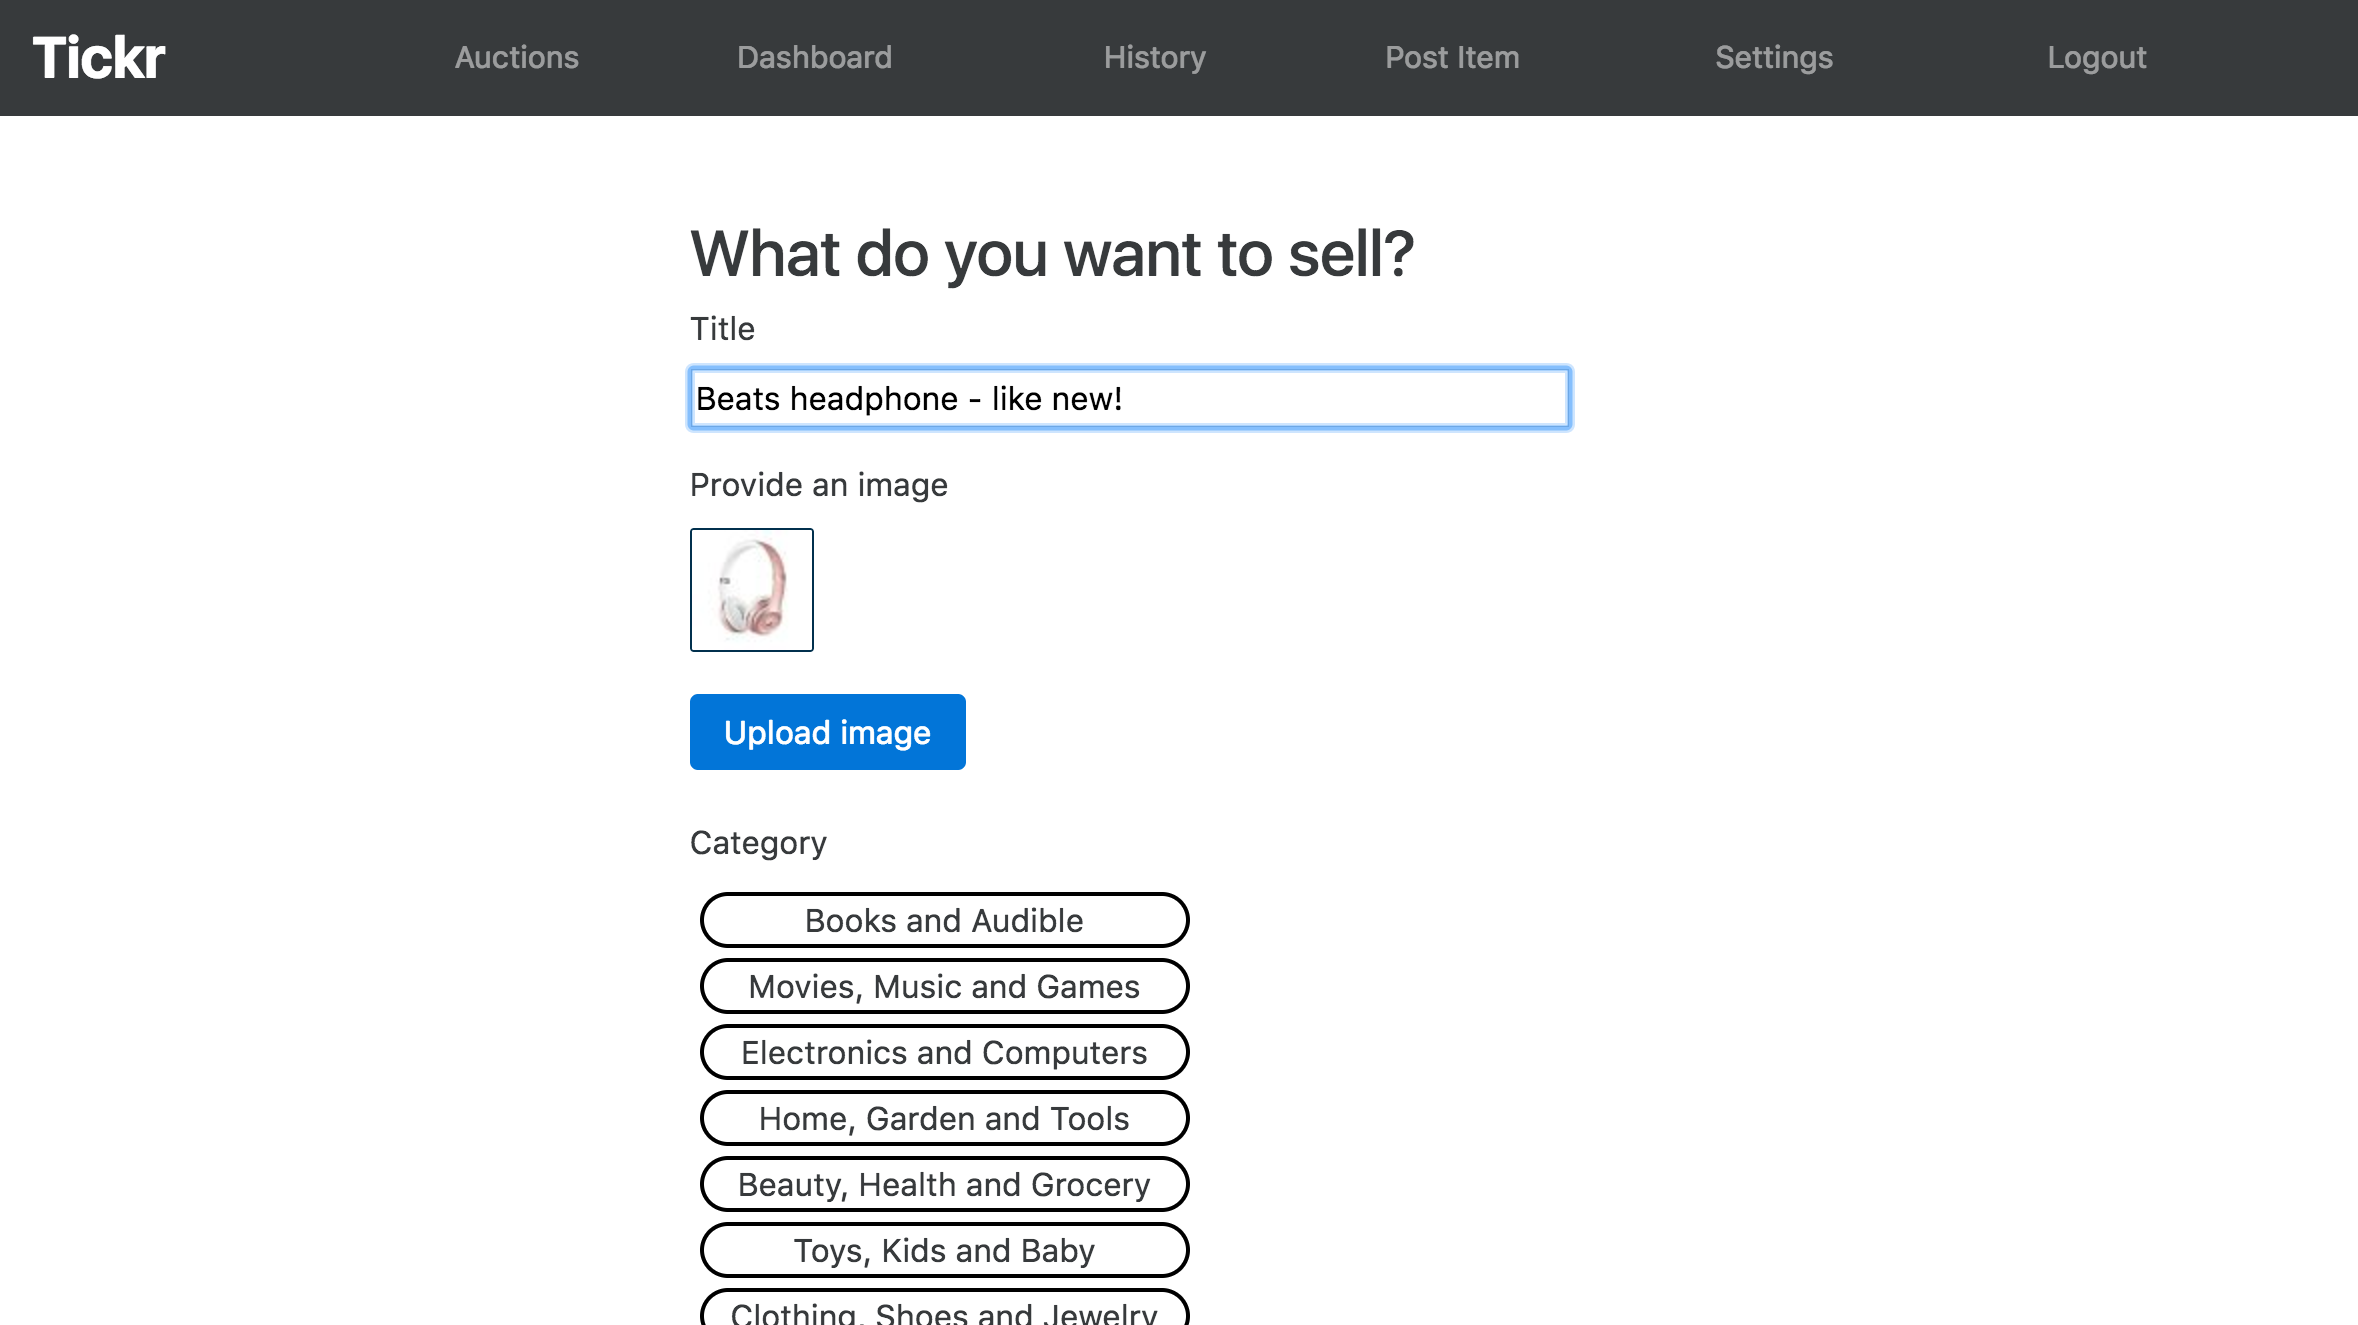 Tickr Auctions Dashboard History Post Item Settings Logout
What do you want to sell?
Title
Beats headphone - like new!
Provide an image
Upload image
Category
Books and Audible
Movies, Music and Games
Electronics and Computers
Home, Garden and Tools
Beauty, Health and Grocery
Toys, Kids and Baby
Clothing, Shoes and Jewelry